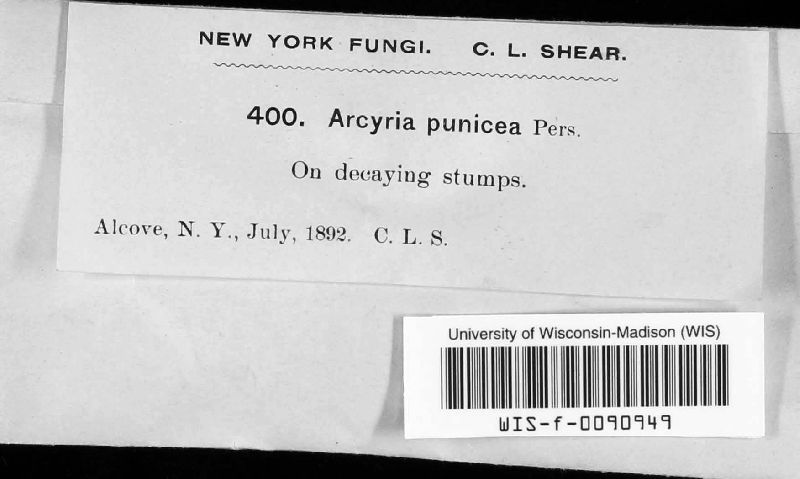 NEW YORK FUNGI. C. L. SHEAR.
400. Arcyria punicea Pers.
On decaying stumps.
Alcove, N. Y., July, 1892. C. L. S.
University of Wisconsin-Madison (WIS)
WIS-f-0090949